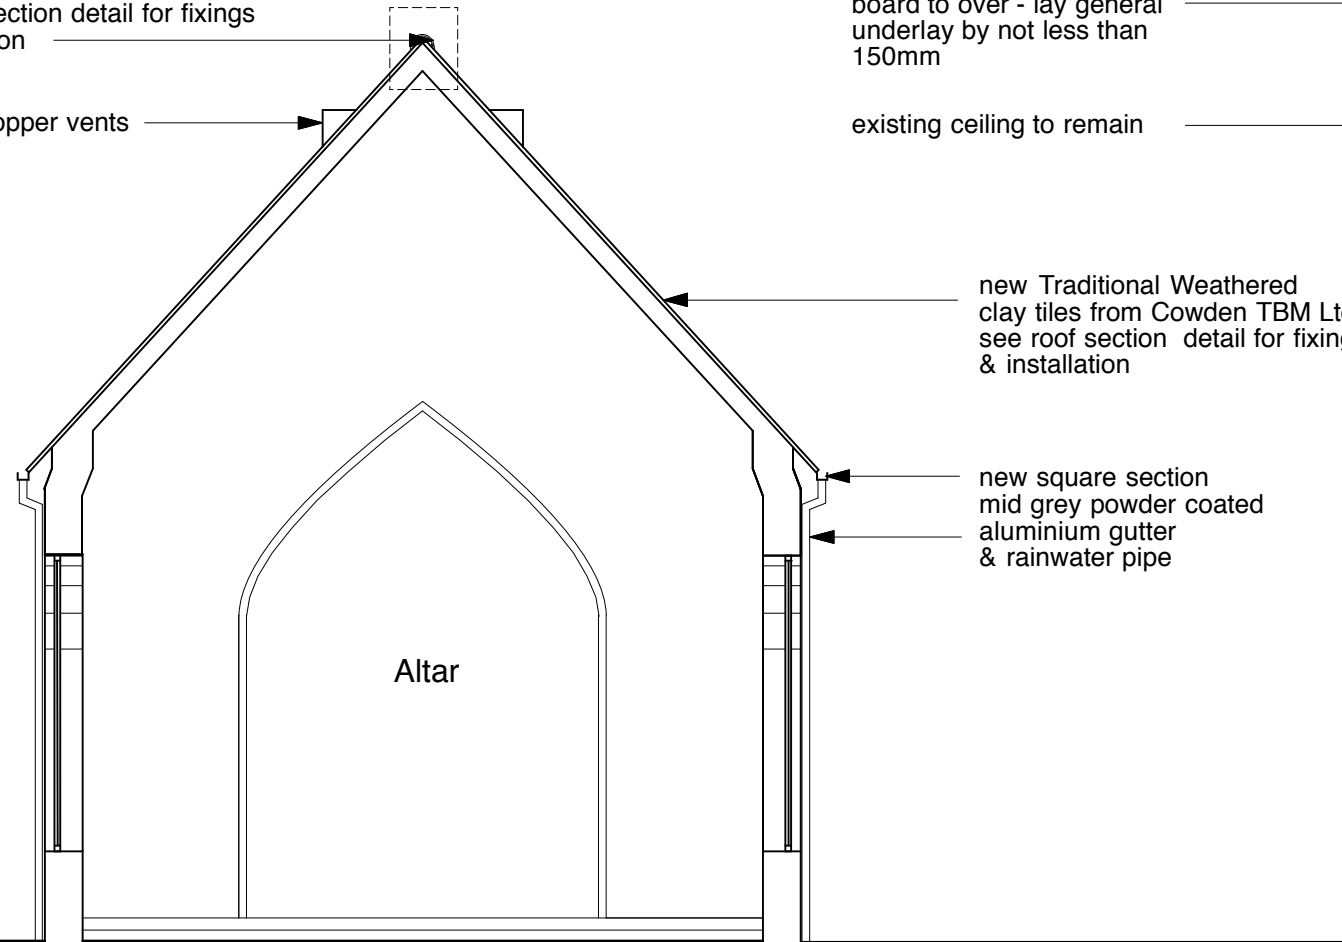 ection detail for fixings
on
opper vents
board to over - lay general
underlay by not less than
150mm
existing ceiling to remain
new Traditional Weathered
clay tiles from Cowden TBM Lt
see roof section detail for fixing
& installation
new square section
mid grey powder coated
aluminium gutter
& rainwater pipe
Altar